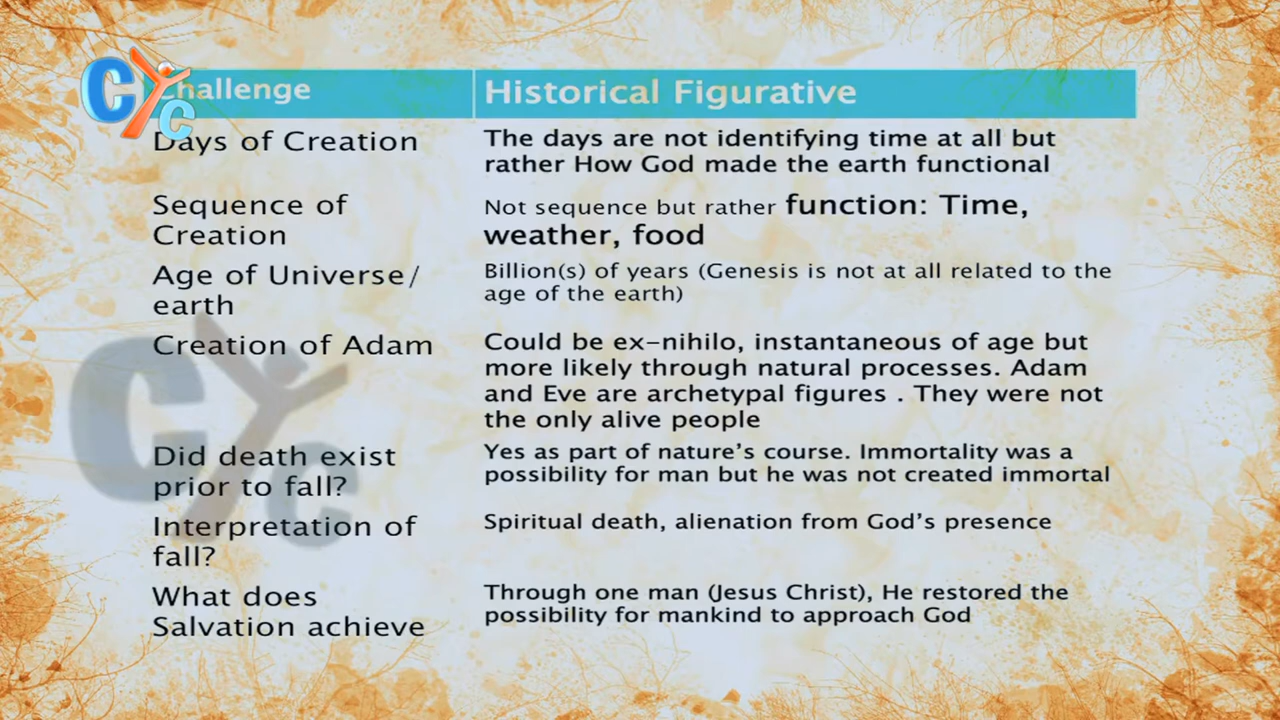 CYC
Challenge
Historical Figurative
Days of Creation
The days are not identifying time at all but
rather How God made the earth functional
Sequence of
Creation
Not sequence but rather function: Time,
weather, food
Age of Universe/
earth
Billion(s) of years (Genesis is not at all related to the
age of the earth)
Creation of Adam
Could be ex-nihilo, instantaneous of age but
more likely through natural processes. Adam
and Eve are archetypal figures . They were not
the only alive people
Did death exist
prior to fall?
Yes as part of nature's course. Immortality was a
possibility for man but he was not created immortal
Interpretation of
fall?
Spiritual death, alienation from God's presence
What does
Salvation achieve
Through one man (Jesus Christ), He restored the
possibility for mankind to approach God
CYC